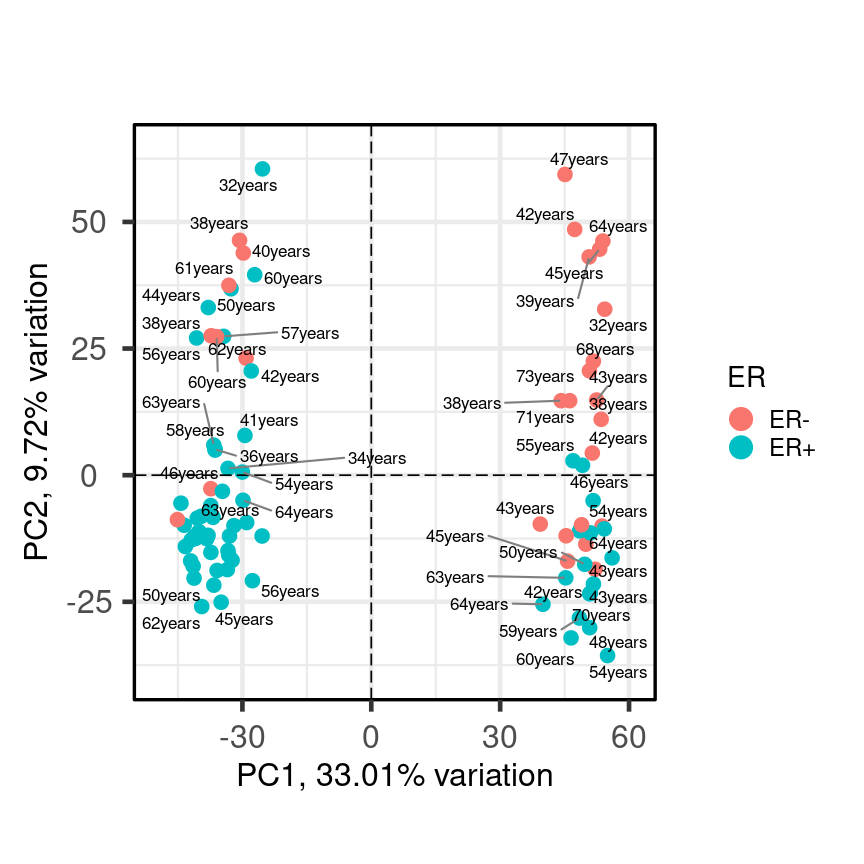 47years
32years
42years
38years
64years
40years
61years
45years
60years
44years
50years
39years
38years
32years
57years
62years
68years
56years
60years
42years
73years
43years
63years
38years
38years
41years
71years
58years
42years
36years
34years
55years
46years
54years
46years
63years
64years
43years
54years
45years
50years
64years
63years
43years
50years
56years
42years
43years
64years
62years
45years
59years
70years
48years
60years
54years
50
25
0
-25
-30
0
30
60
PC1, 33.01% variation
PC2, 9.72% variation
ER
ER-
ER+